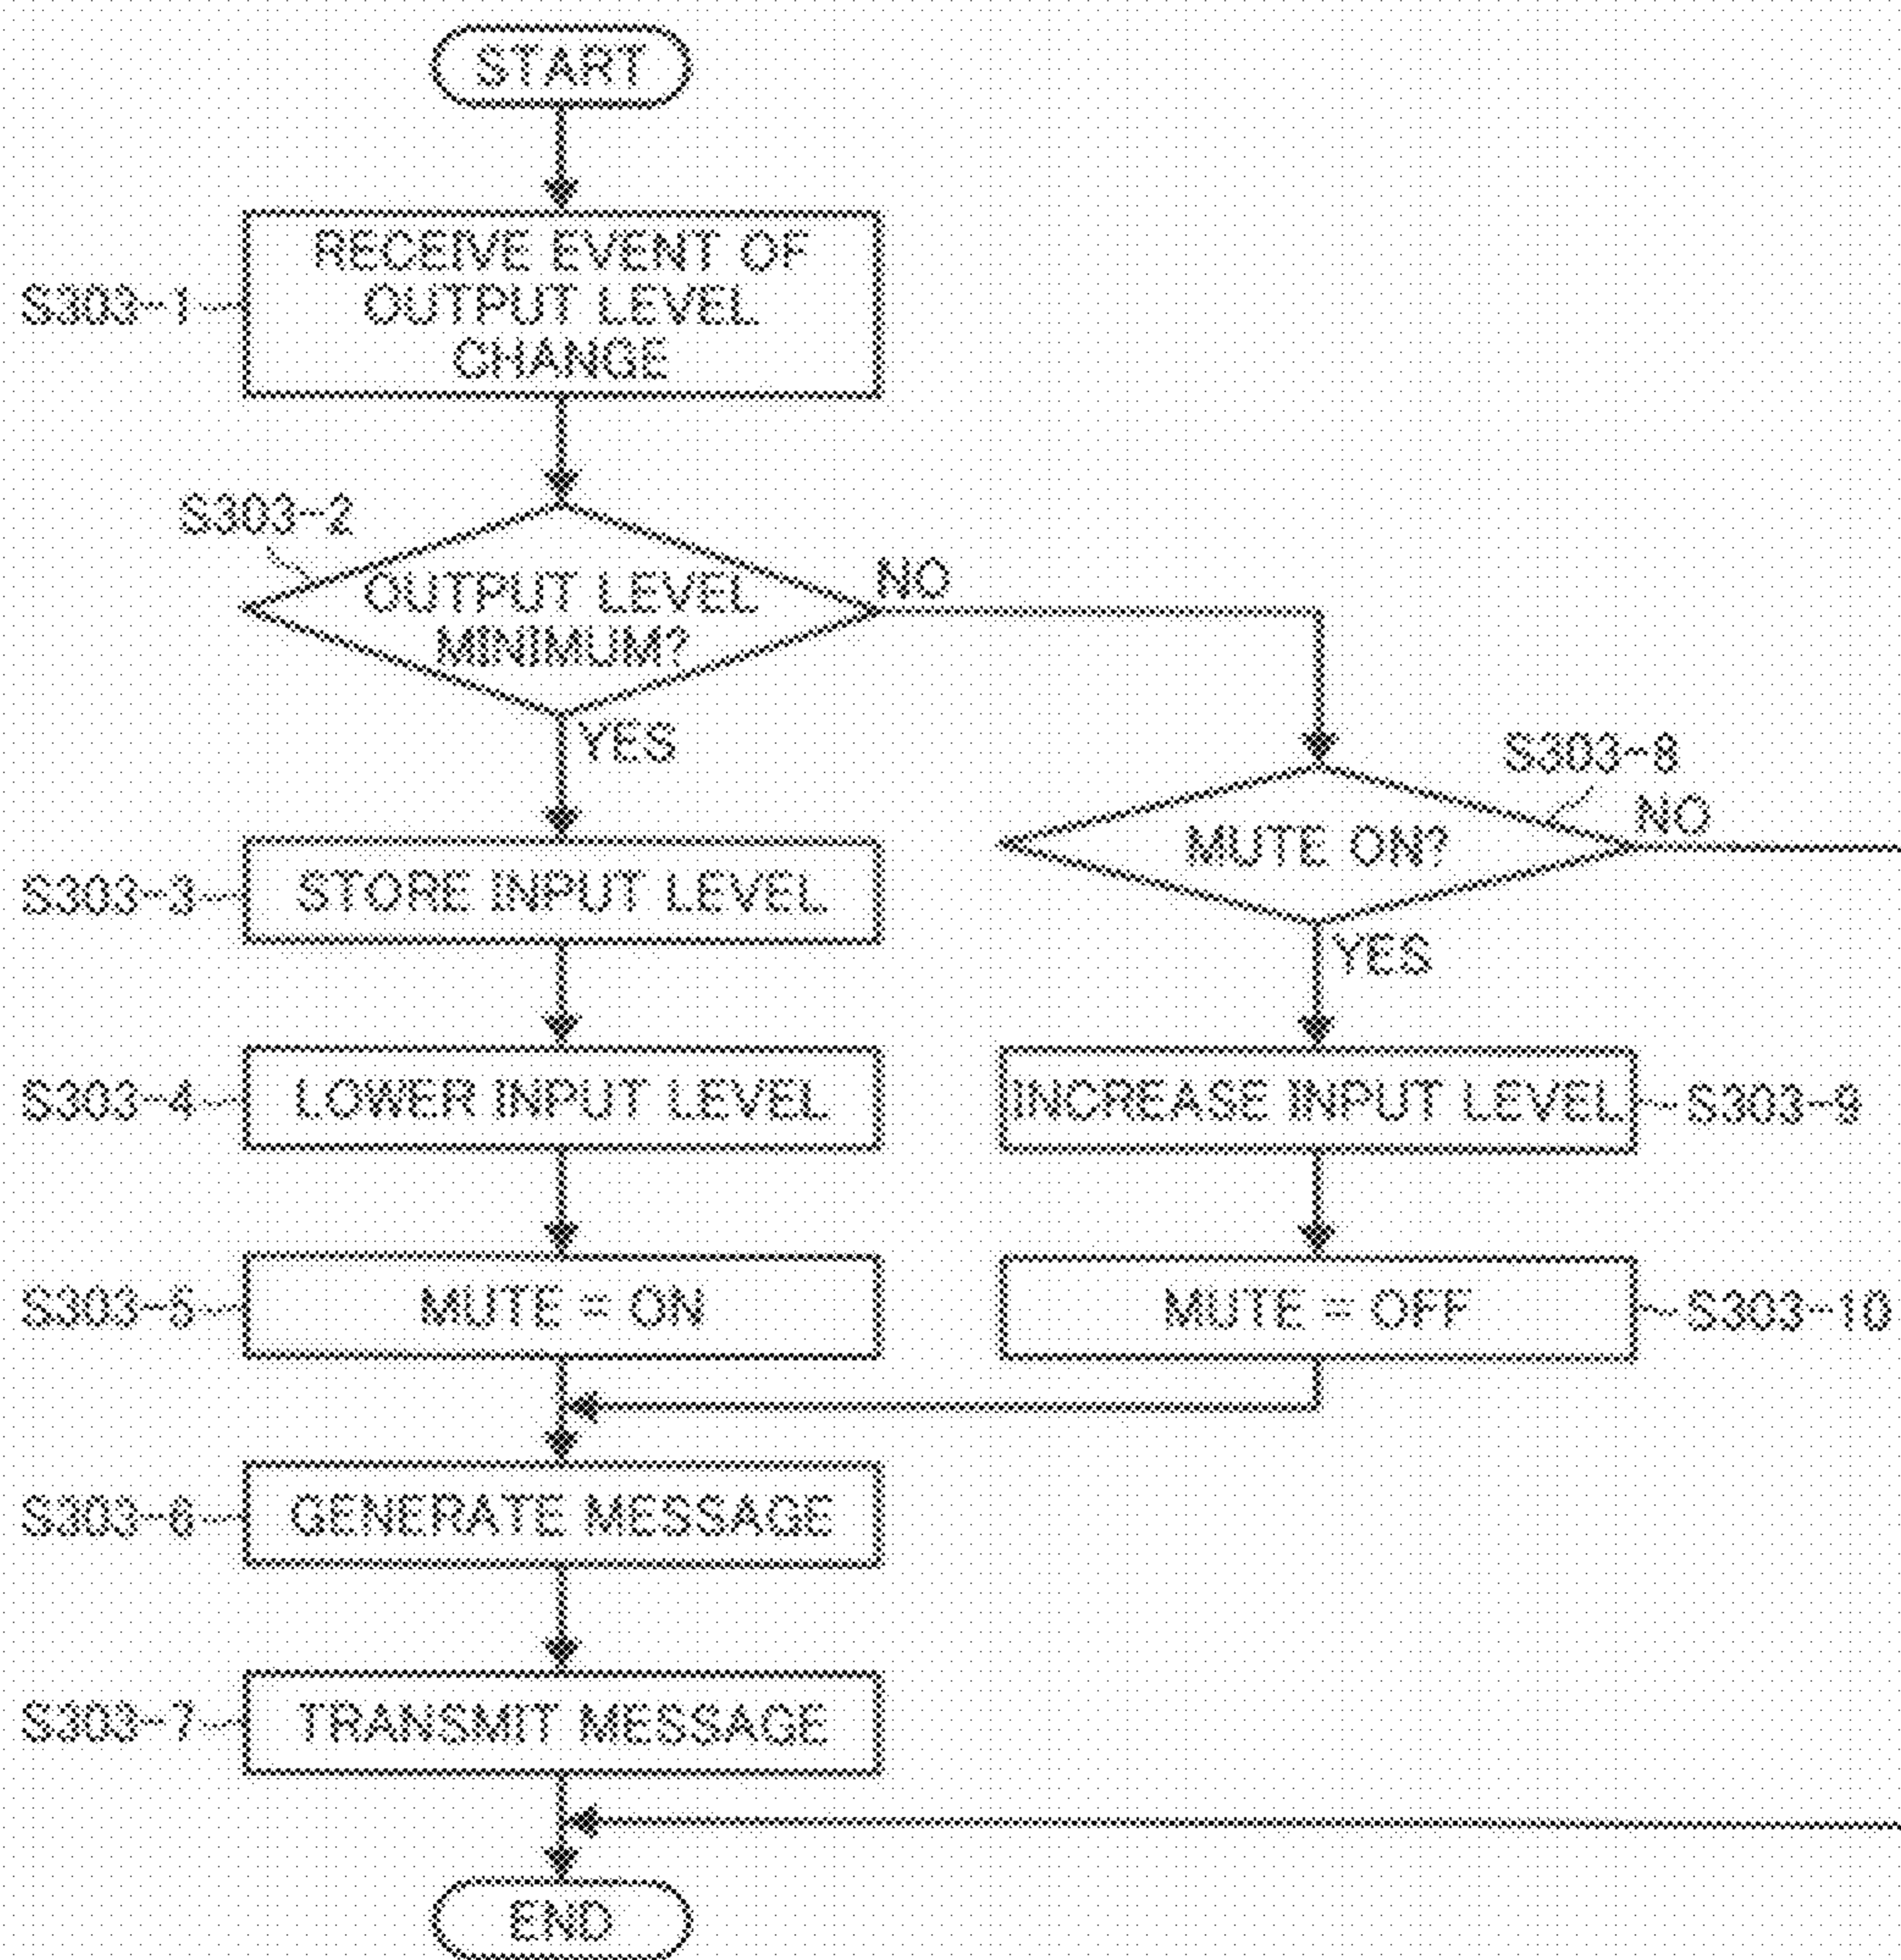 START
RECEIVE EVENT OF
OUTPUT LEVEL
CHANGE
S303-1
S303-2
OUTPUT LEVEL
MINIMUM?
NO
YES
S303-8
MUTE ON?
NO
YES
S303-3
STORE INPUT LEVEL
S303-4
LOWER INPUT LEVEL
INCREASE INPUT LEVEL
S303-9
S303-5
MUTE = ON
MUTE = OFF
S303-10
S303-6
GENERATE MESSAGE
S303-7
TRANSMIT MESSAGE
END